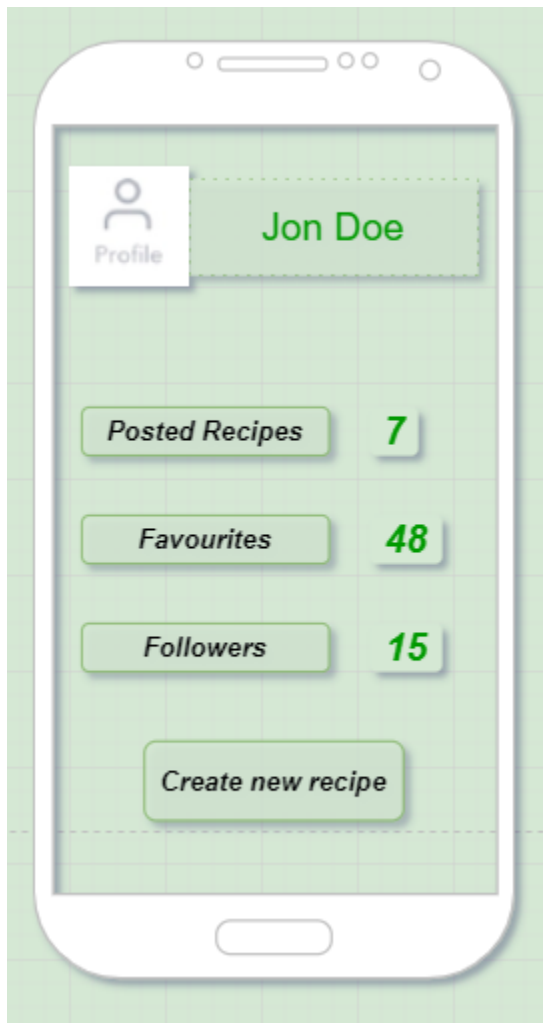 Profile
Jon Doe
Posted Recipes 7
Favourites 48
Followers 15
Create new recipe